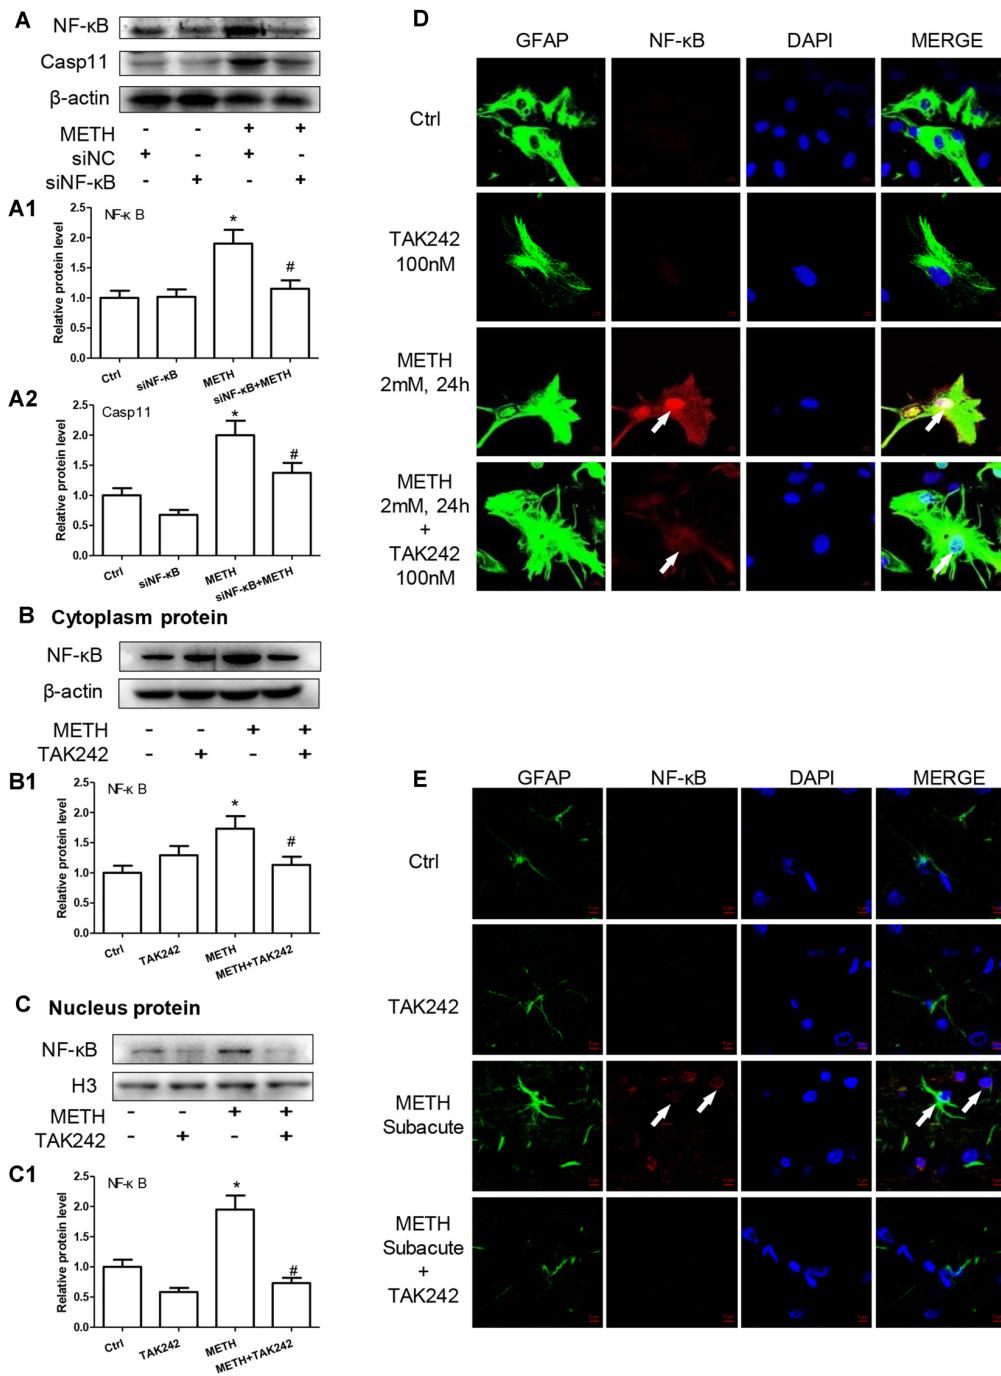 A
NF-κB
Casp11
β-actin
METH - - + +
siNC + - + -
siNF-κB - + - +
A1
NF-κ B
Relative protein level
2.5
2.0
1.5
1.0
0.5
0.0
*
#
Ctrl siNF-κB METH siNF-κB+METH
A2
Casp11
Relative protein level
2.5
2.0
1.5
1.0
0.5
0.0
*
#
Ctrl siNF-κB METH siNF-κB+METH
B Cytoplasm protein
NF-κB
β-actin
METH - - + +
TAK242 - + - +
B1
NF-κ B
Relative protein level
2.5
2.0
1.5
1.0
0.5
0.0
*
#
Ctrl TAK242 METH METH+TAK242
C Nucleus protein
NF-κB
H3
METH - - + +
TAK242 - + - +
C1
NF-κ B
Relative protein level
2.5
2.0
1.5
1.0
0.5
0.0
*
#
Ctrl TAK242 METH METH+TAK242
D
GFAP NF-κB DAPI MERGE
Ctrl
TAK242
100nM
METH
2mM, 24h
METH
2mM, 24h
+
TAK242
100nM
E
GFAP NF-κB DAPI MERGE
Ctrl
TAK242
METH
Subacute
METH
Subacute
+
TAK242